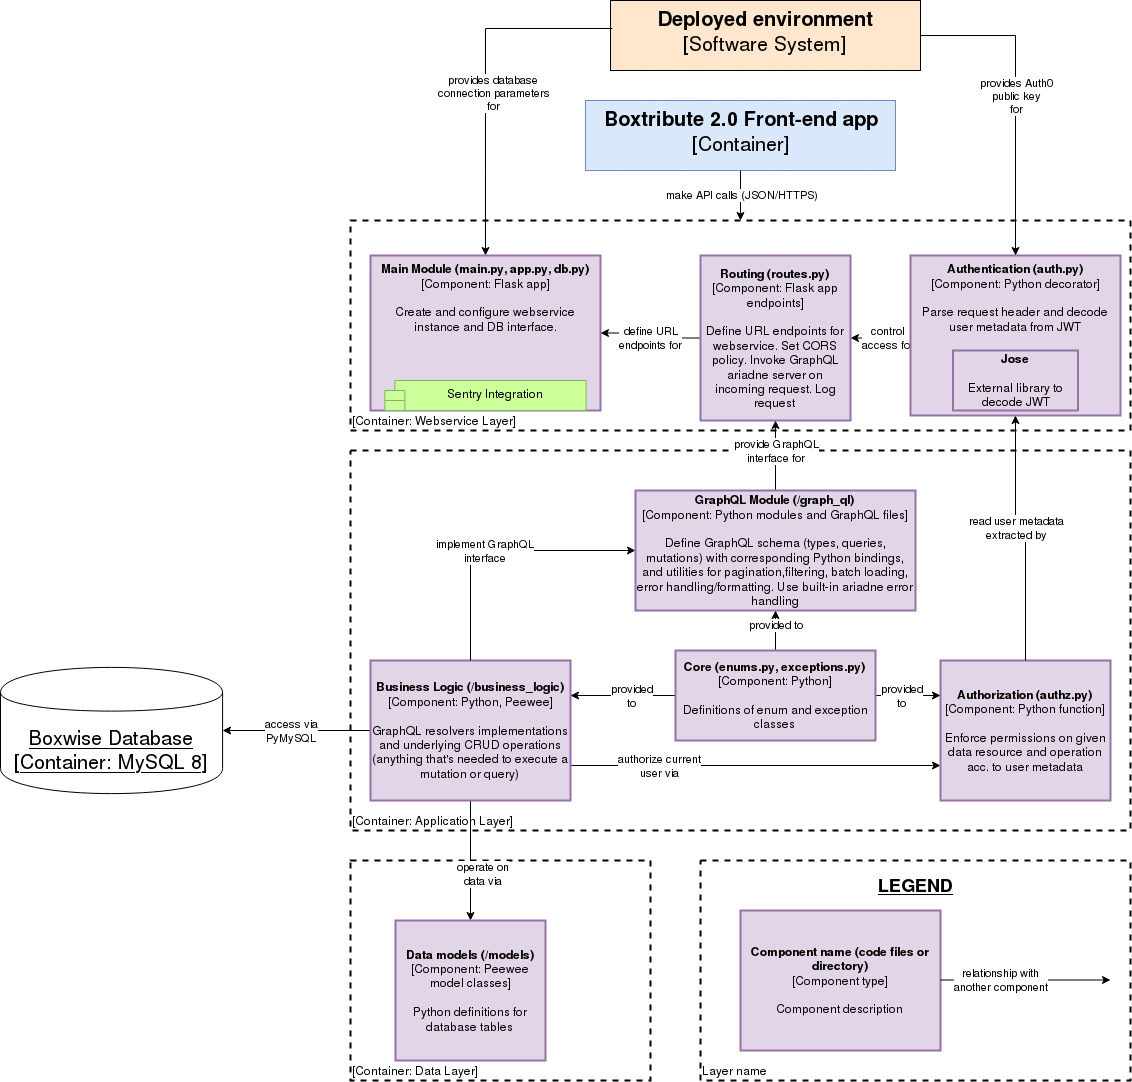 Deployed environment
[Software System]
provides database
connection parameters
for
provides Auth0
public key
for
Boxtribute 2.0 Front-end app
[Container]
make API calls (JSON/HTTPS)
Main Module (main.py, app.py, db.py)
[Component: Flask app]
Create and configure webservice
instance and DB interface.
Sentry Integration
define URL
endpoints for
Routing (routes.py)
[Component: Flask app
endpoints]
Define URL endpoints for
webservice. Set CORS
policy. Invoke GraphQL
ariadne server on
incoming request. Log
request
control
access fo
Authentication (auth.py)
[Component: Python decorator]
Parse request header and decode
user metadata from JWT
Jose
External library to
decode JWT
[Container: Webservice Layer]
provide GraphQL
interface for
GraphQL Module (/graph_ql)
[Component: Python modules and GraphQL files]
Define GraphQL schema (types, queries,
mutations) with corresponding Python bindings,
and utilities for pagination,filtering, batch loading,
error handling/formatting. Use built-in ariadne error
handling
implement GraphQL
interface
read user metadata
extracted by
provided to
Core (enums.py, exceptions.py)
[Component: Python]
Definitions of enum and exception
classes
provided
to
provided
to
Business Logic (/business_logic)
[Component: Python, Peewee]
GraphQL resolvers implementations
and underlying CRUD operations
(anything that's needed to execute a
mutation or query)
Authorization (authz.py)
[Component: Python function]
Enforce permissions on given
data resource and operation
acc. to user metadata
authorize current
user via
access via
PyMySQL
Boxwise Database
[Container: MySQL 8]
[Container: Application Layer]
operate on
data via
Data models (/models)
[Component: Peewee
model classes]
Python definitions for
database tables
[Container: Data Layer]
LEGEND
Component name (code files or
directory)
[Component type]
Component description
relationship with
another component
Layer name